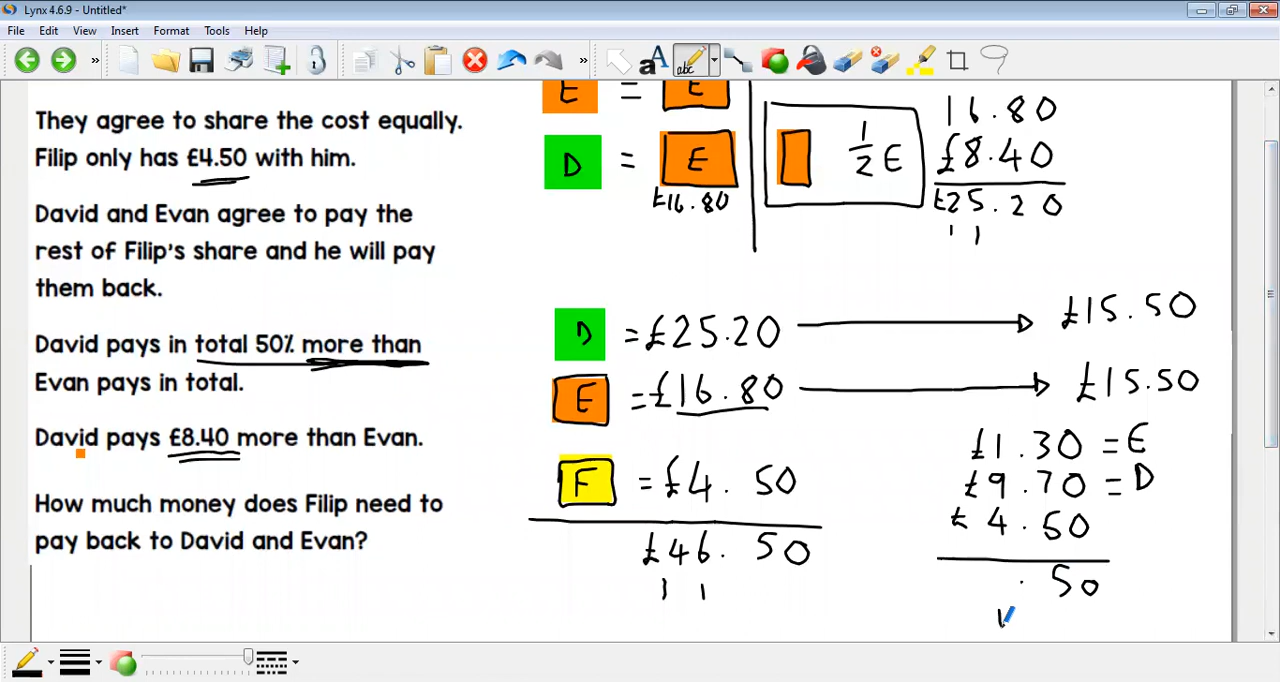 Lynx 4.6.9 - Untitled*
File Edit View Insert Format Tools Help
» A abc »
They agree to share the cost equally.
Filip only has £4.50 with him.
David and Evan agree to pay the
rest of Filip's share and he will pay
them back.
David pays in total 50% more than
Evan pays in total.
David pays £8.40 more than Evan.
How much money does Filip need to
pay back to David and Evan?
E = E
D = E
£16.80
1/2 E
16.80
£8.40
£25.20
1 1
D = £25.20 £15.50
E = £16.80 £15.50
F = £4.50
£46.50
1 1
£1.30 = E
£9.70 = D
£4.50
.50